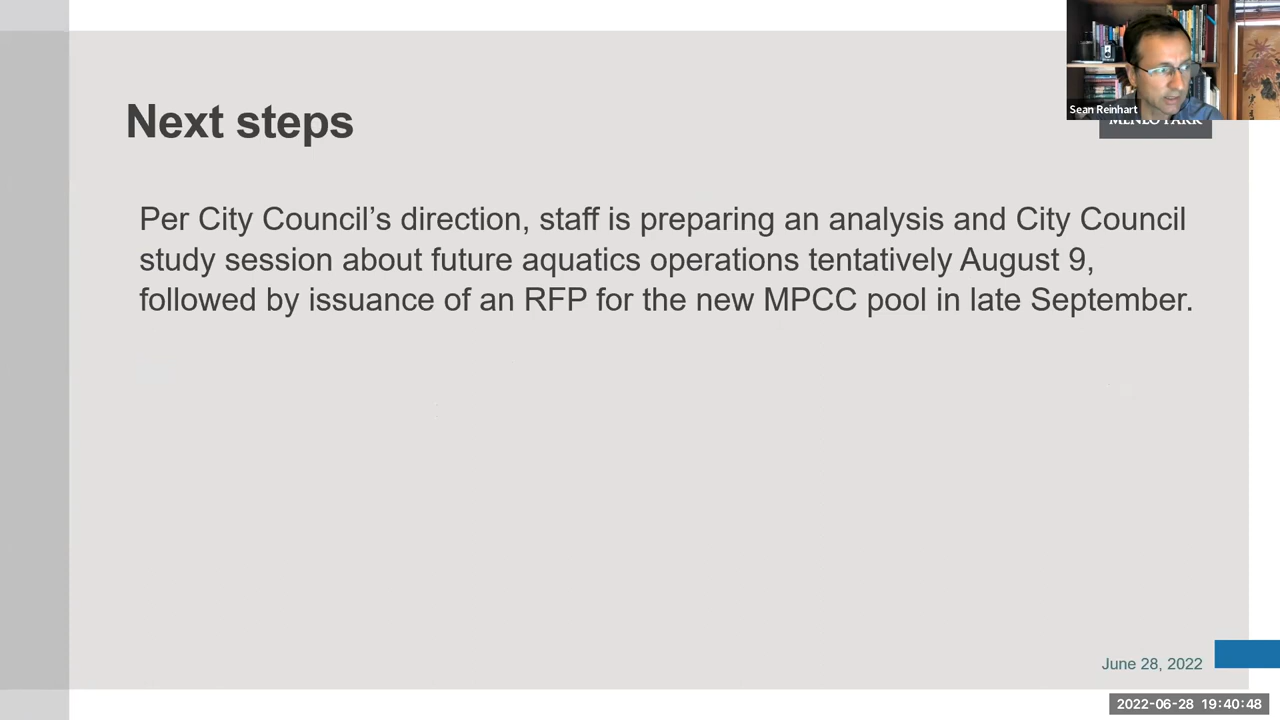 Sean Reinhart
MENLO PARK
Next steps
Per City Council’s direction, staff is preparing an analysis and City Council
study session about future aquatics operations tentatively August 9,
followed by issuance of an RFP for the new MPCC pool in late September.
June 28, 2022
2022-06-28 19:40:48